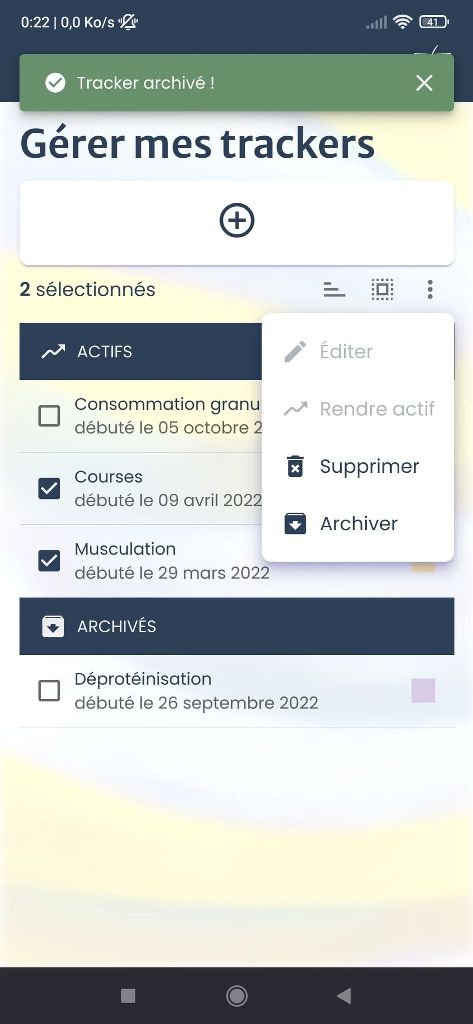 0:22 | 0,0 Ko/s
41
Tracker archivé !
Gérer mes trackers
2 sélectionnés
ACTIFS
Éditer
Rendre actif
Supprimer
Archiver
Consommation granu
débuté le 05 octobre 2
Courses
débuté le 09 avril 2022
Musculation
débuté le 29 mars 2022
ARCHIVÉS
Déprotéinisation
débuté le 26 septembre 2022